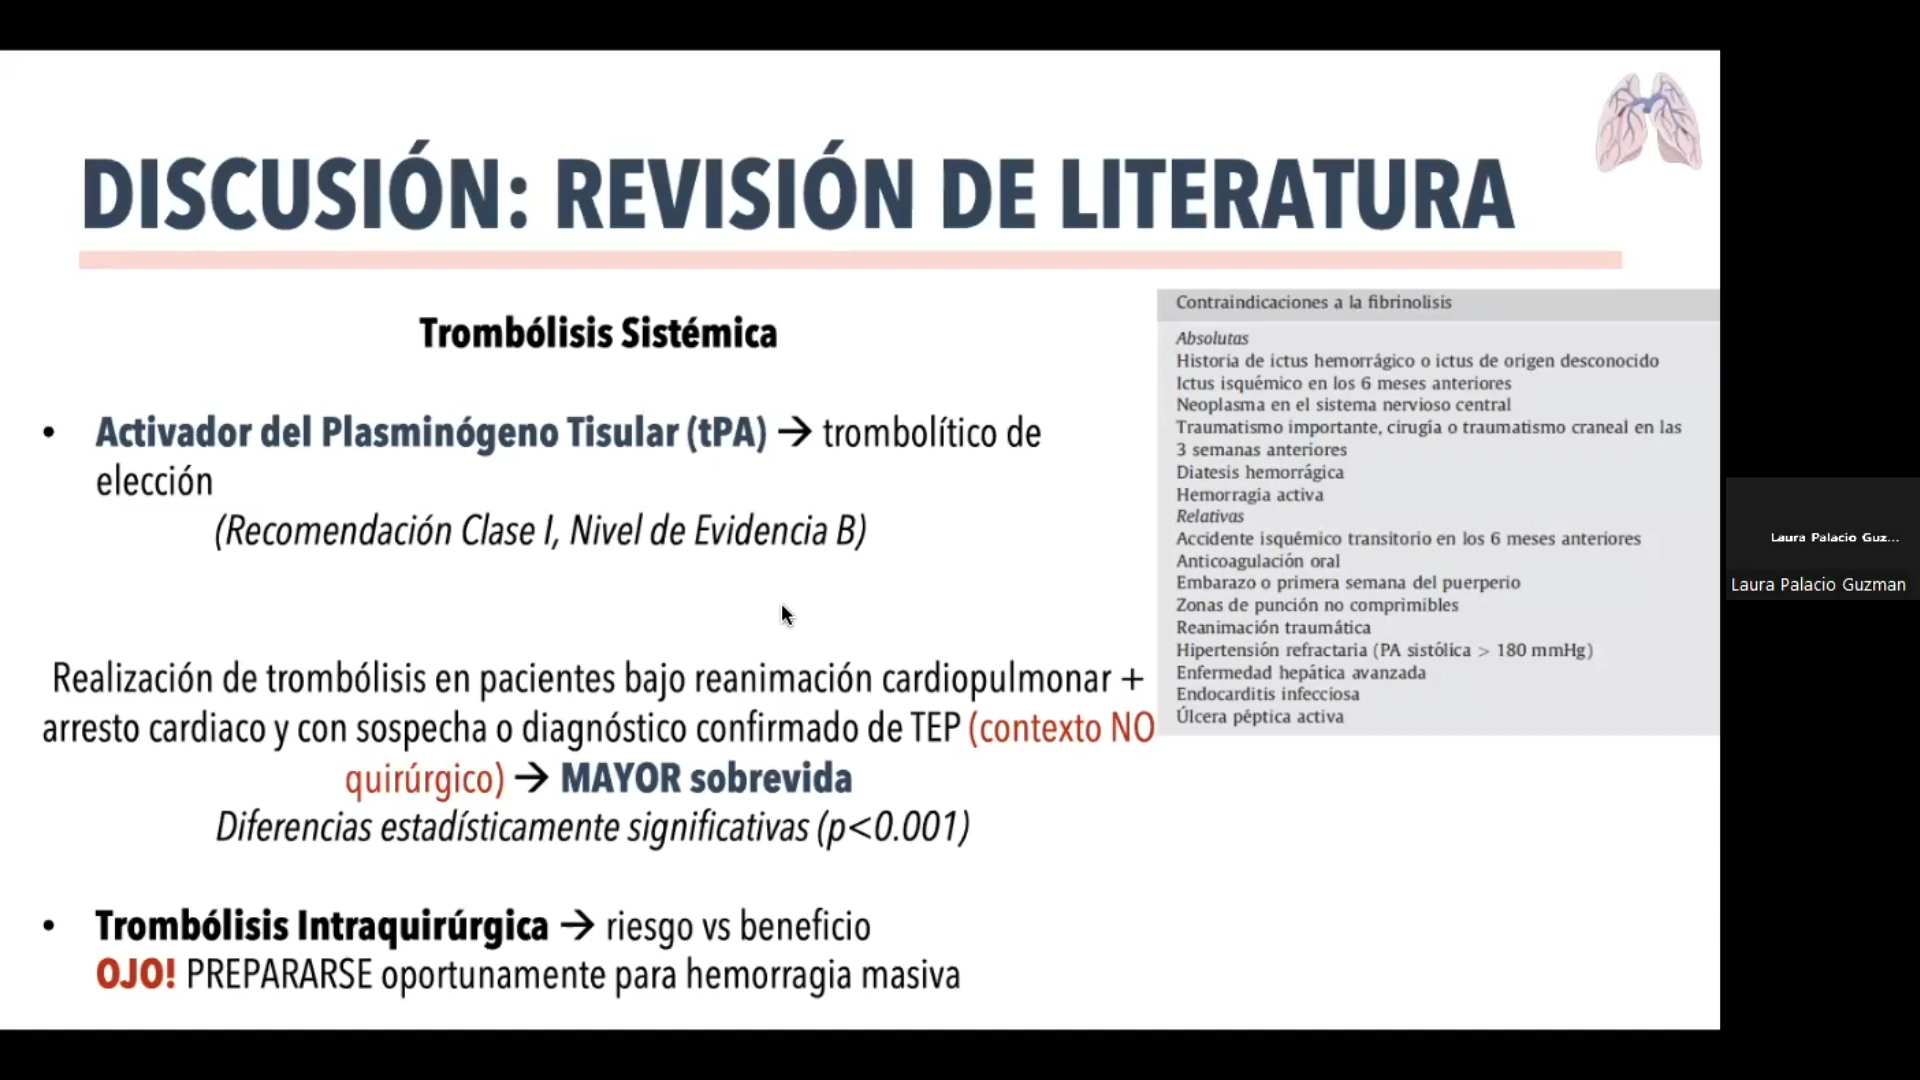 DISCUSIÓN: REVISIÓN DE LITERATURA
Trombólisis Sistémica
• Activador del Plasminógeno Tisular (tPA) → trombolítico de
elección
(Recomendación Clase I, Nivel de Evidencia B)
Realización de trombólisis en pacientes bajo reanimación cardiopulmonar +
arresto cardiaco y con sospecha o diagnóstico confirmado de TEP (contexto NO
quirúrgico) → MAYOR sobrevida
Diferencias estadísticamente significativas (p<0.001)
• Trombólisis Intraquirúrgica → riesgo vs beneficio
OJO! PREPARARSE oportunamente para hemorragia masiva
Contraindicaciones a la fibrinolisis
Absolutas
Historia de ictus hemorrágico o ictus de origen desconocido
Ictus isquémico en los 6 meses anteriores
Neoplasma en el sistema nervioso central
Traumatismo importante, cirugía o traumatismo craneal en las
3 semanas anteriores
Diatesis hemorrágica
Hemorragia activa
Relativas
Accidente isquémico transitorio en los 6 meses anteriores
Anticoagulación oral
Embarazo o primera semana del puerperio
Zonas de punción no comprimibles
Reanimación traumática
Hipertensión refractaria (PA sistólica > 180 mmHg)
Enfermedad hepática avanzada
Endocarditis infecciosa
Úlcera péptica activa
Laura Palacio Guz...
Laura Palacio Guzman